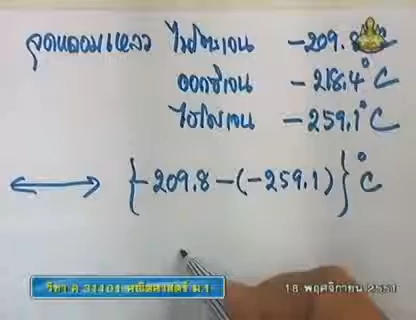 จุดหลอมเหลว ไนโตรเจน -209.8
ออกซิเจน -218.4°C
ไฮโดรเจน -259.1°C
{-209.8-(-259.1)}°C
วิชา ค 31101 คณิตศาสตร์ ม.1
18 พฤศจิกายน 2551